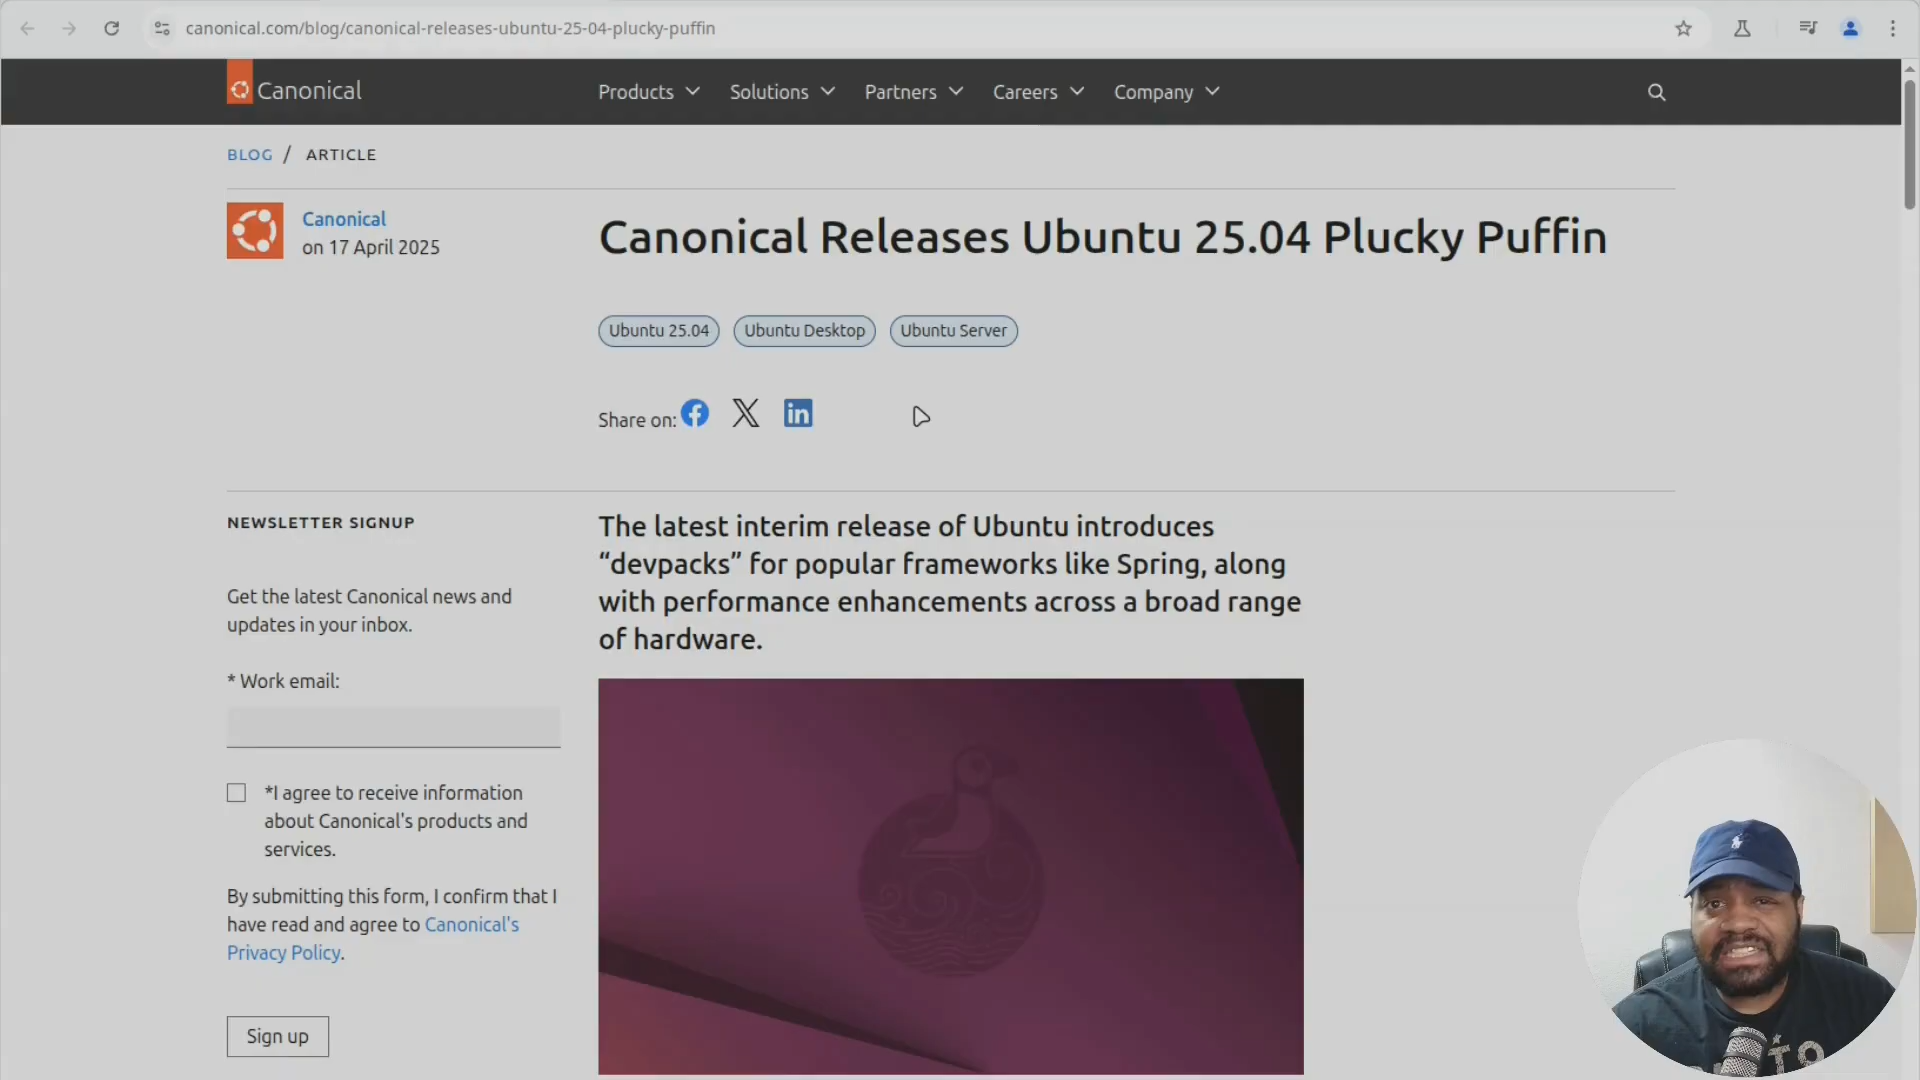 canonical.com/blog/canonical-releases-ubuntu-25-04-plucky-puffin
Canonical
Products
Solutions
Partners
Careers
Company
BLOG / ARTICLE
Canonical
on 17 April 2025
Canonical Releases Ubuntu 25.04 Plucky Puffin
Ubuntu 25.04
Ubuntu Desktop
Ubuntu Server
Share on:
NEWSLETTER SIGNUP
Get the latest Canonical news and
updates in your inbox.
* Work email:
*I agree to receive information
about Canonical's products and
services.
By submitting this form, I confirm that I
have read and agree to Canonical's
Privacy Policy.
Sign up
The latest interim release of Ubuntu introduces
“devpacks” for popular frameworks like Spring, along
with performance enhancements across a broad range
of hardware.